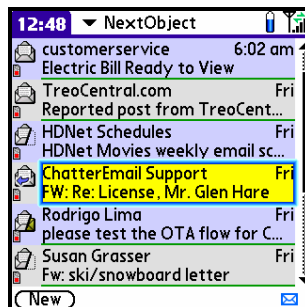 12:48 NextObject
customerservice 6:02 am
Electric Bill Ready to View
TreoCentral.com Fri
Reported post from TreoCent...
HDNet Schedules Fri
HDNet Movies weekly email sc...
ChatterEmail Support Fri
FW: Re: License, Mr. Glen Hare
Rodrigo Lima Fri
please test the OTA flow for C...
Susan Grasser Fri
Fw: ski/snowboard letter
New